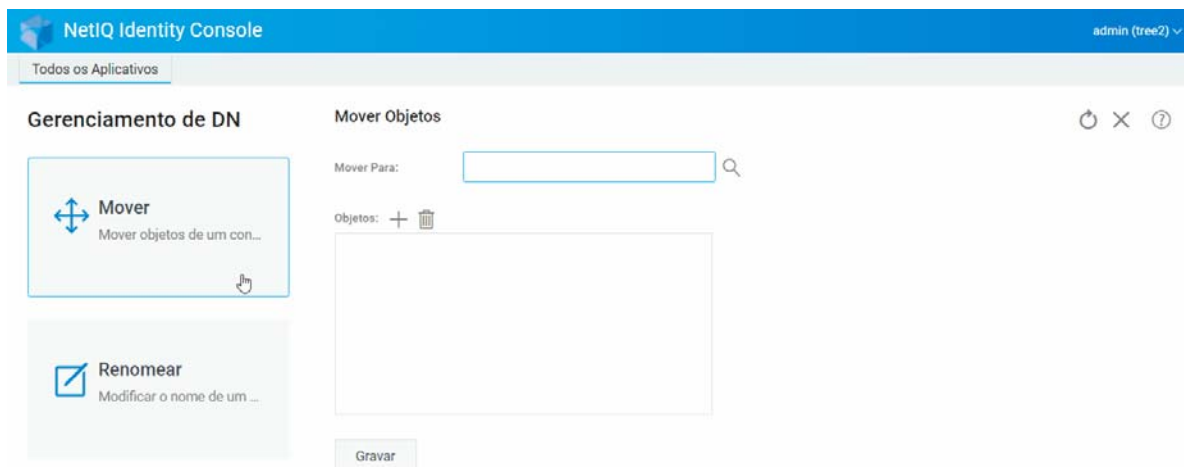 NetIQ Identity Console
admin (tree2)
Todos os Aplicativos
Gerenciamento de DN
Mover
Mover objetos de um con...
Renomear
Modificar o nome de um ...
Mover Objetos
Mover Para:
Objetos:
Gravar